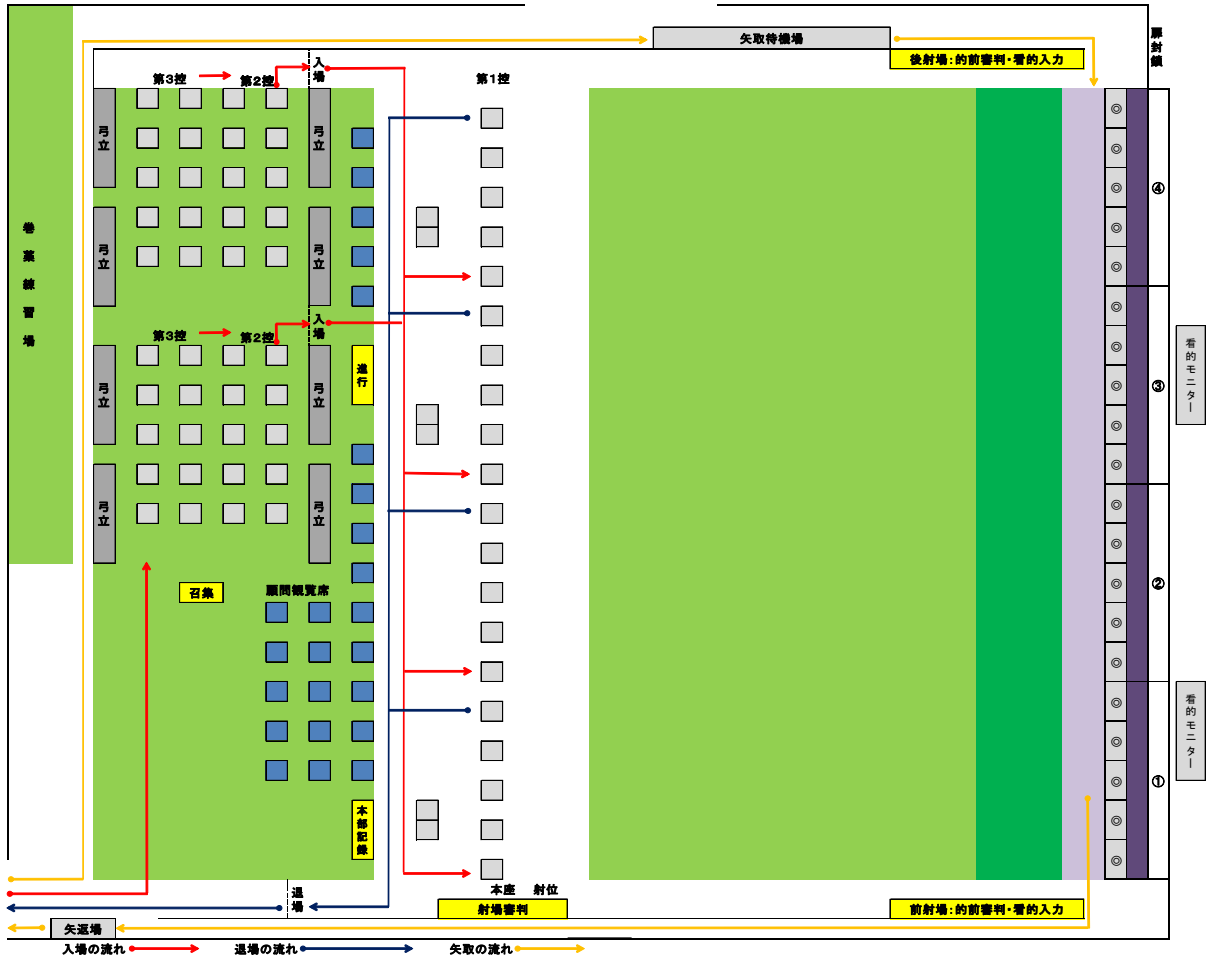 矢取待機場
扉封鎖
後射場:的前審判・看的入力
入場
第3控
第2控
第1控
弓立
弓立
◎
◎
◎
④
◎
◎
巻藁練習場
弓立
弓立
◎
入場
第3控
第2控
◎
弓立
弓立
進行
◎
③
◎
◎
看的モニター
弓立
弓立
◎
◎
◎
②
◎
◎
召集
顧問観覧席
◎
◎
◎
①
◎
◎
看的モニター
本部記録
退場
本座
射位
射場審判
前射場:的前審判・看的入力
矢返場
入場の流れ
退場の流れ
矢取の流れ